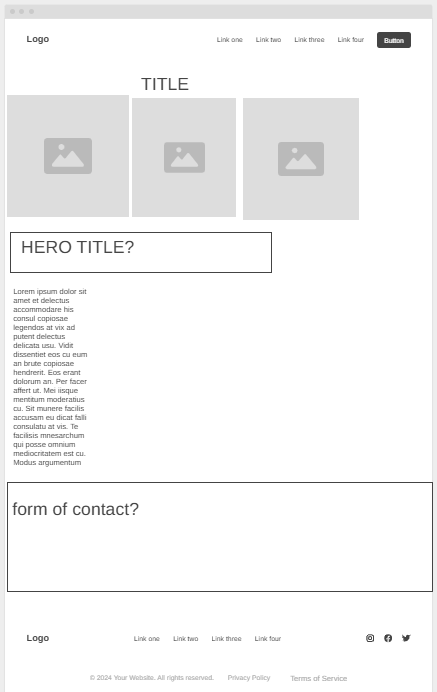 Logo
Link one Link two Link three Link four Button
TITLE
HERO TITLE?
Lorem ipsum dolor sit
amet et delectus
accommodare his
consul copiosae
legendos at vix ad
putent delectus
delicata usu. Vidit
dissentiet eos cu eum
an brute copiosae
hendrerit. Eos erant
dolorum an. Per facer
affert ut. Mei iisque
mentitum moderatius
cu. Sit munere facilis
accusam eu dicat falli
consulatu at vis. Te
facilisis mnesarchum
qui posse omnium
mediocritatem est cu.
Modus argumentum
form of contact?
Logo
Link one Link two Link three Link four
© 2024 Your Website. All rights reserved. Privacy Policy Terms of Service